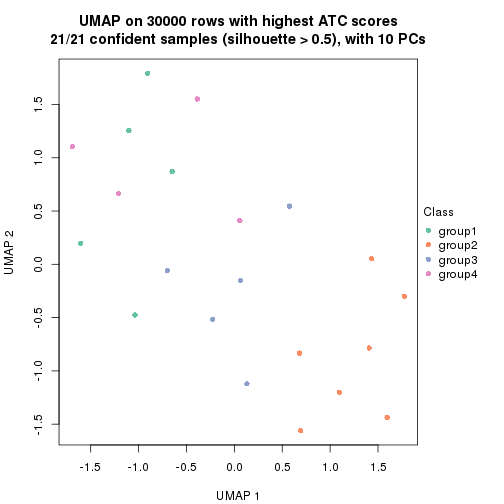 UMAP on 30000 rows with highest ATC scores
21/21 confident samples (silhouette > 0.5), with 10 PCs
1.5
1.0
0.5
0.0
-0.5
-1.0
-1.5
UMAP 2
Class
group1
group2
group3
group4
-1.5 -1.0 -0.5 0.0 0.5 1.0 1.5
UMAP 1